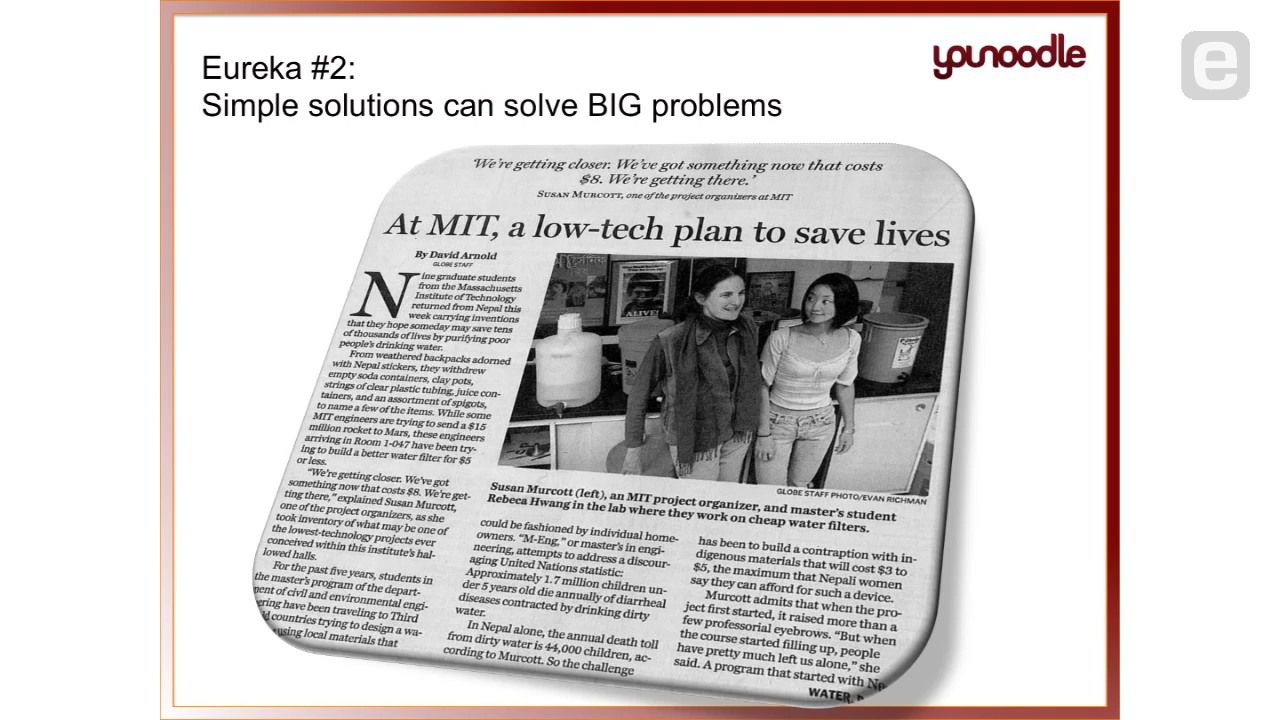 Eureka #2:
Simple solutions can solve BIG problems
younoodle
e
'We're getting closer. We've got something now that costs
$8. We're getting there.'
SUSAN MURCOTT, one of the project organizers at MIT
At MIT, a low-tech plan to save lives
By David Arnold
GLOBE STAFF
Nine graduate students
from the Massachusetts
Institute of Technology
returned from Nepal this
week carrying inventions
that they hope someday may save tens
of thousands of lives by purifying poor
people's drinking water.
From weathered backpacks adorned
with Nepal stickers, they withdrew
empty soda containers, clay pots,
strings of clear plastic tubing, juice con-
tainers, and an assortment of spigots,
to name a few of the items. While some
MIT engineers are trying to send a $15
million rocket to Mars, these engineers
arriving in Room 1-047 have been try-
ing to build a better water filter for $5
or less.
"We're getting closer. We've got
something now that costs $8. We're get-
ting there," explained Susan Murcott,
one of the project organizers, as she
took inventory of what may be one of
the lowest-technology projects ever
conceived within this institute's hal-
lowed halls.
For the past five years, students in
the master's program of the depart-
ment of civil and environmental engi-
ering have been traveling to Third
d countries trying to design a wa-
using local materials that
ALIVE!
GLOBE STAFF PHOTO/EVAN RICHMAN
Susan Murcott (left), an MIT project organizer, and master's student
Rebeca Hwang in the lab where they work on cheap water filters.
could be fashioned by individual home-
owners. "M-Eng," or master's in engi-
neering, attempts to address a discour-
aging United Nations statistic:
Approximately 1.7 million children un-
der 5 years old die annually of diarrheal
diseases contracted by drinking dirty
water.
In Nepal alone, the annual death toll
from dirty water is 44,000 children, ac-
cording to Murcott. So the challenge
has been to build a contraption with in-
digenous materials that will cost $3 to
$5, the maximum that Nepali women
say they can afford for such a device.
Murcott admits that when the pro-
ject first started, it raised more than a
few professorial eyebrows. "But when
the course started filling up, people
have pretty much left us alone," she
said. A program that started with
WATER,